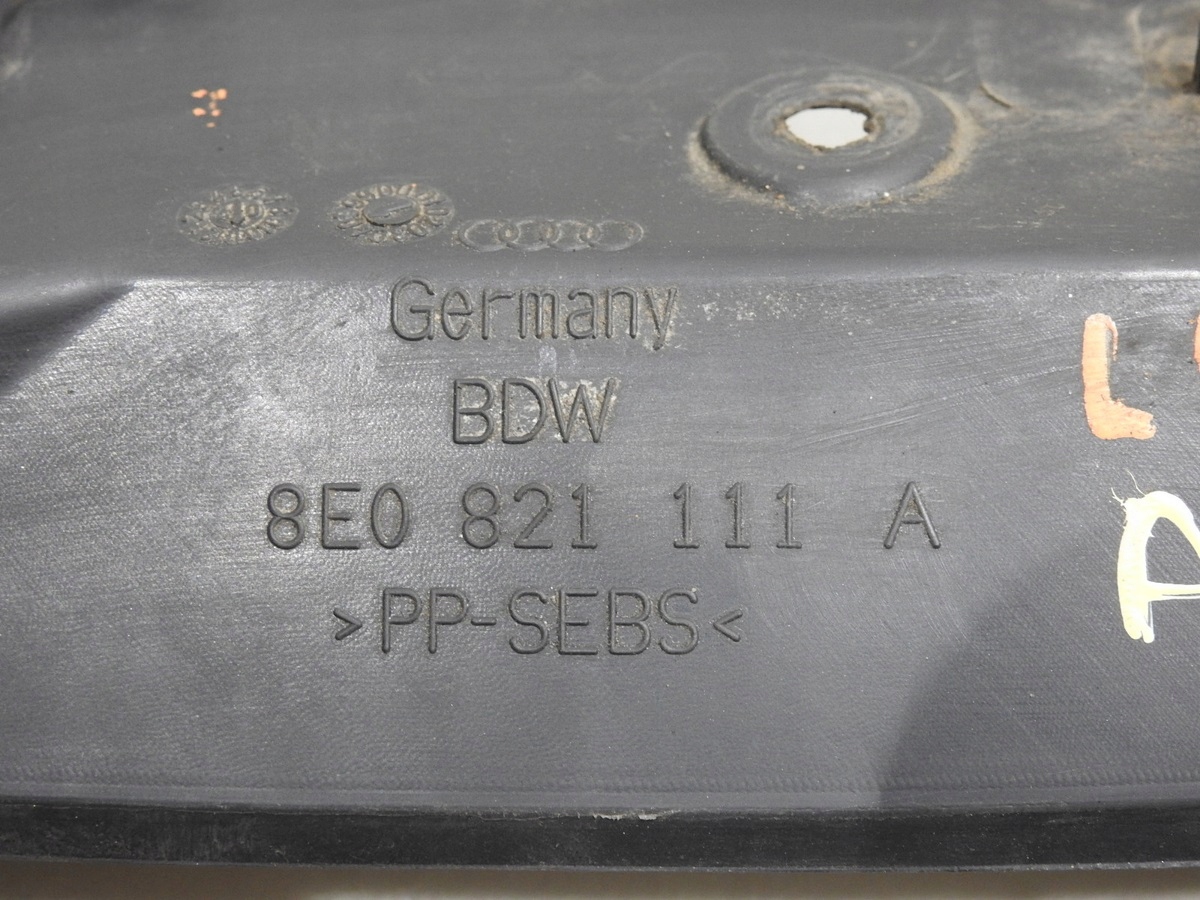 Germany
BDW
8E0 821 111 A
>PP-SEBS<
L